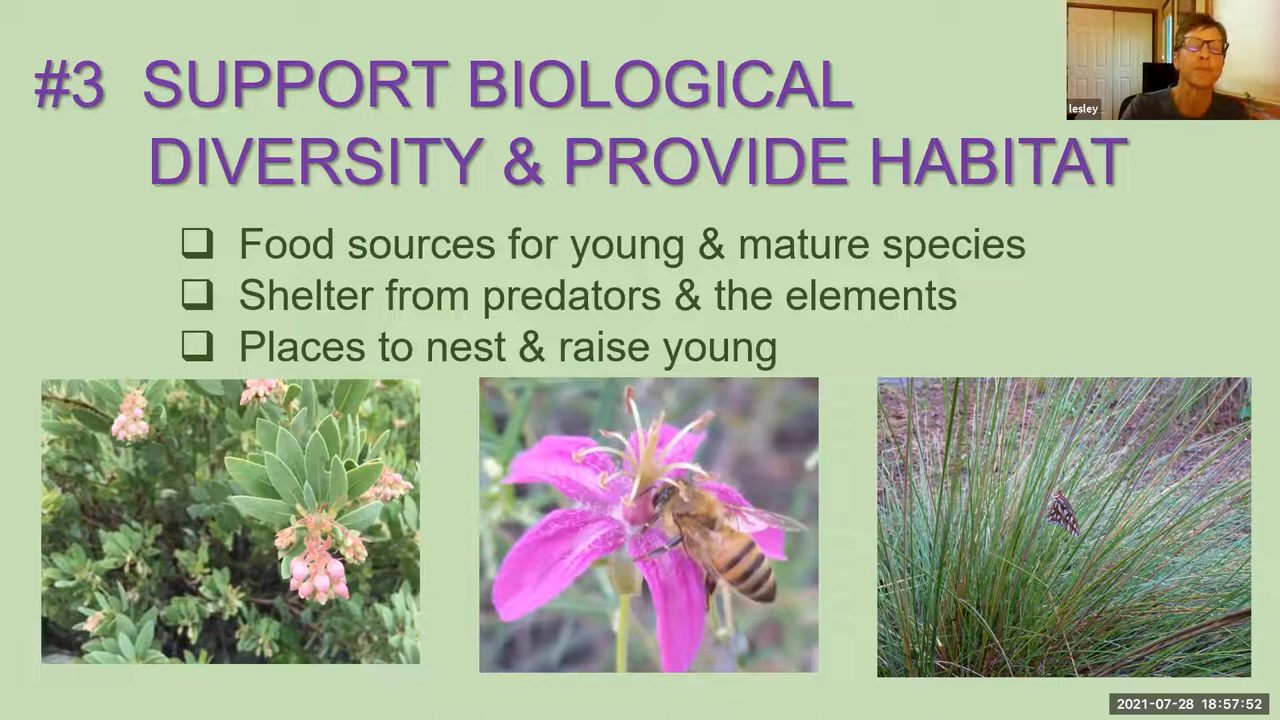 #3 SUPPORT BIOLOGICAL
DIVERSITY & PROVIDE HABITAT
Food sources for young & mature species
Shelter from predators & the elements
Places to nest & raise young
lesley
2021-07-28 18:57:52